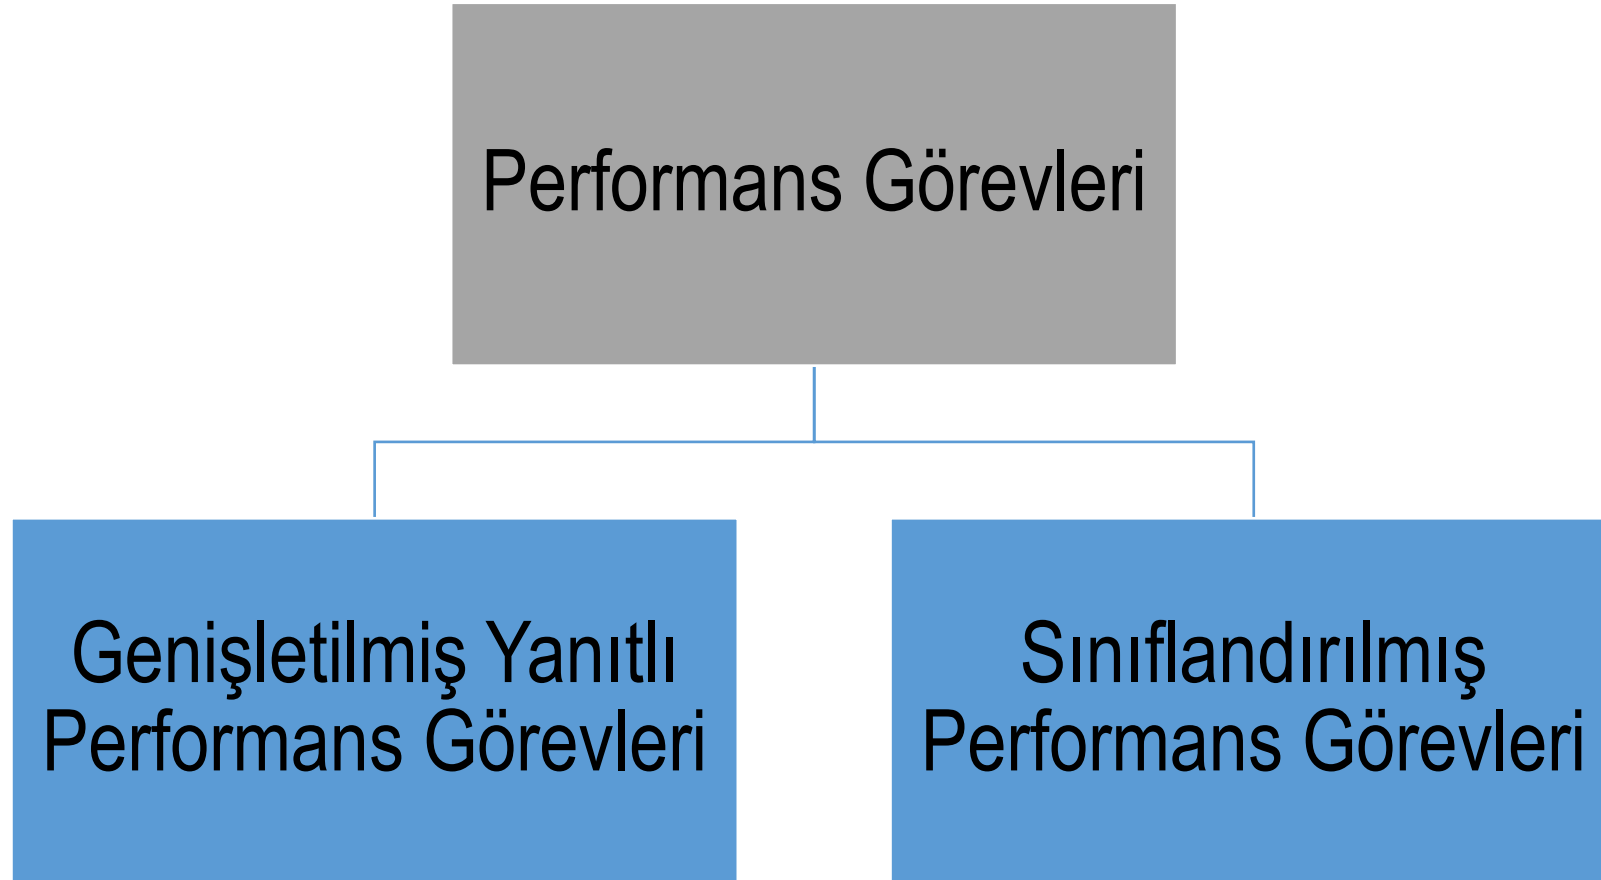 Performans Görevleri
Genişletilmiş Yanıtlı
Performans Görevleri
Sınıflandırılmış
Performans Görevleri